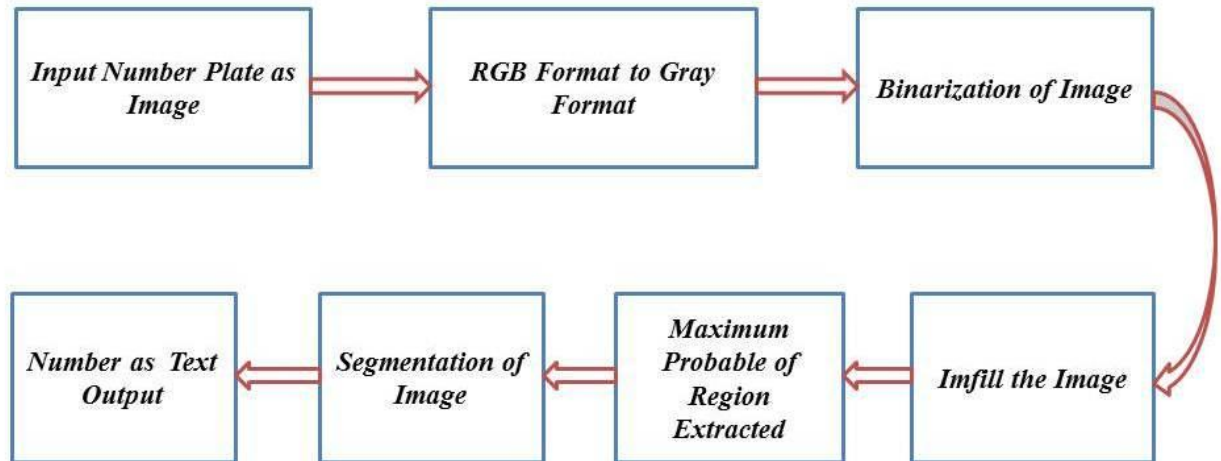 Input Number Plate as
Image
RGB Format to Gray
Format
Binarization of Image
Imfill the Image
Maximum
Probable of
Region
Extracted
Segmentation of
Image
Number as Text
Output